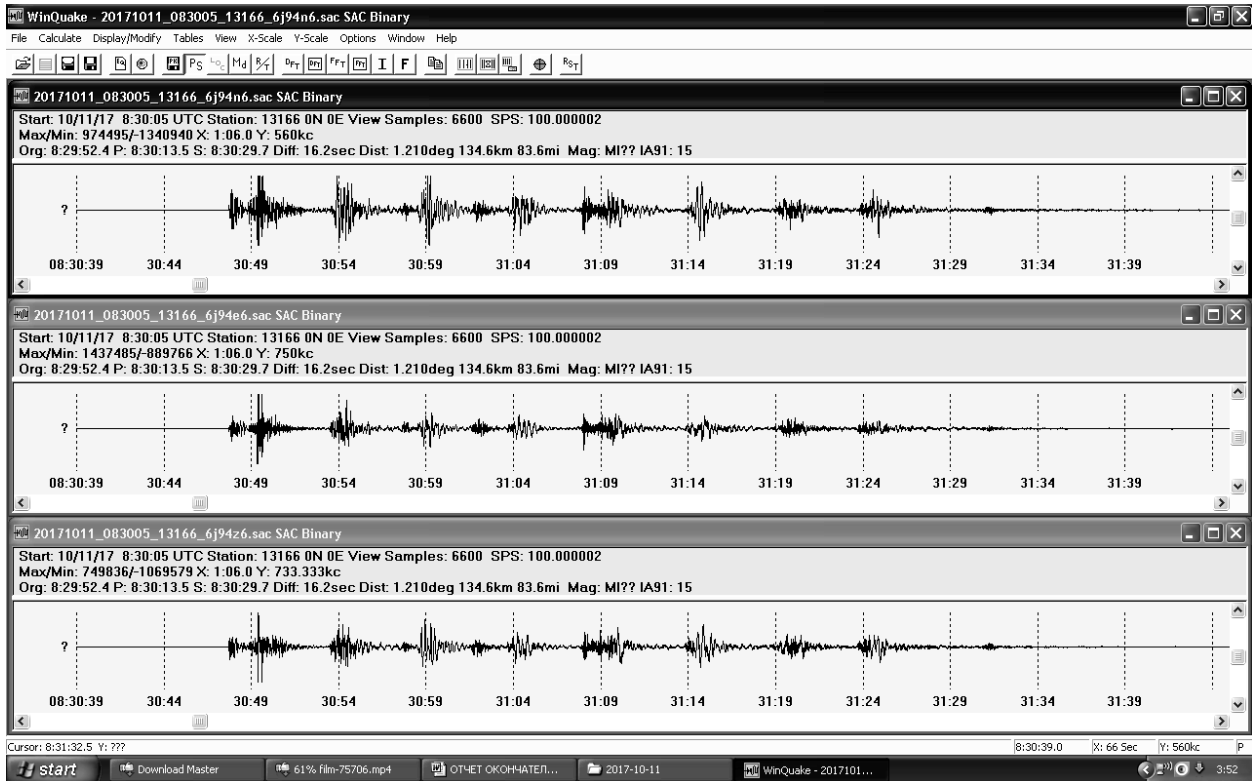 WinQuake - 20171011_083005_13166_6j94n6.sac SAC Binary
File Calculate Display/Modify Tables View X-Scale Y-Scale Options Window Help
PS Loc Md R/T DFT DFT FFT FFT I F RST
20171011_083005_13166_6j94n6.sac SAC Binary
Start: 10/11/17 8:30:05 UTC Station: 13166 0N 0E View Samples: 6600 SPS: 100.000002
Max/Min: 974495/-1340940 X: 1:06.0 Y: 560kc
Org: 8:29:52.4 P: 8:30:13.5 S: 8:30:29.7 Diff: 16.2sec Dist: 1.210deg 134.6km 83.6mi Mag: Ml?? IA91: 15
?
08:30:39 30:44 30:49 30:54 30:59 31:04 31:09 31:14 31:19 31:24 31:29 31:34 31:39
20171011_083005_13166_6j94e6.sac SAC Binary
Start: 10/11/17 8:30:05 UTC Station: 13166 0N 0E View Samples: 6600 SPS: 100.000002
Max/Min: 1437485/-889766 X: 1:06.0 Y: 750kc
Org: 8:29:52.4 P: 8:30:13.5 S: 8:30:29.7 Diff: 16.2sec Dist: 1.210deg 134.6km 83.6mi Mag: Ml?? IA91: 15
?
08:30:39 30:44 30:49 30:54 30:59 31:04 31:09 31:14 31:19 31:24 31:29 31:34 31:39
20171011_083005_13166_6j94z6.sac SAC Binary
Start: 10/11/17 8:30:05 UTC Station: 13166 0N 0E View Samples: 6600 SPS: 100.000002
Max/Min: 749836/-1069579 X: 1:06.0 Y: 733.333kc
Org: 8:29:52.4 P: 8:30:13.5 S: 8:30:29.7 Diff: 16.2sec Dist: 1.210deg 134.6km 83.6mi Mag: Ml?? IA91: 15
?
08:30:39 30:44 30:49 30:54 30:59 31:04 31:09 31:14 31:19 31:24 31:29 31:34 31:39
Cursor: 8:31:32.5 Y: ??? 8:30:39.0 X: 66 Sec Y: 560kc P
start Download Master 61% film-75706.mp4 ОТЧЕТ ОКОНЧАТЕЛ... 2017-10-11 WinQuake - 2017101... 3:52